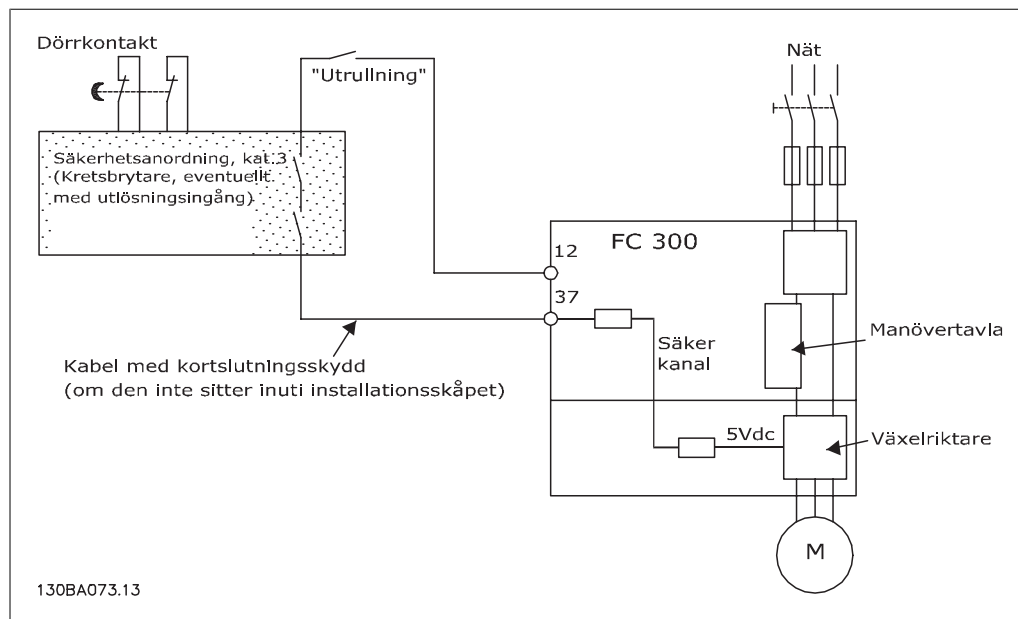 Dörrkontakt
"Utrullning"
Nät
Säkerhetsanordning, kat.3
(Kretsbrytare, eventuellt
med utlösningsingång)
FC 300
12
37
Säker
kanal
Manövertavla
Kabel med kortslutningsskydd
(om den inte sitter inuti installationsskåpet)
5Vdc
Växelriktare
M
130BA073.13